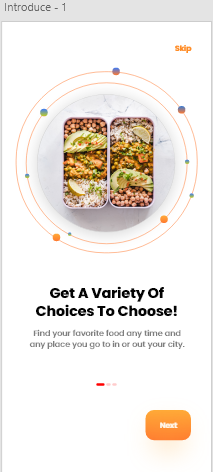 Introduce - 1
Skip
Get A Variety Of
Choices To Choose!
Find your favorite food any time and
any place you go to in or out your city.
Next